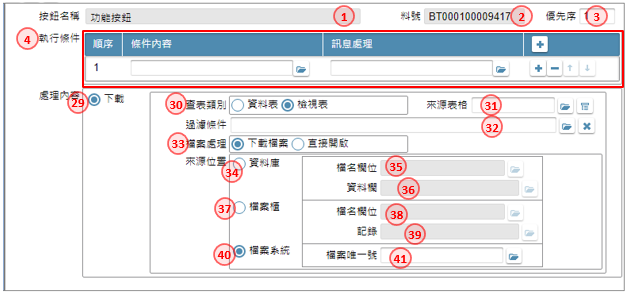 按鈕名稱 功能按鈕 1 料號 BT000100009417 2 優先序 1 3
4 執行條件
順序 條件內容 訊息處理
1
處理內容
29 下載
30 查表類別 資料表 檢視表 來源表格 31
過濾條件 32
33 檔案處理 下載檔案 直接開啟
來源位置
34 資料庫 檔名欄位 35
資料欄 36
37 檔案櫃 檔名欄位 38
記錄 39
40 檔案系統 檔案唯一號 41